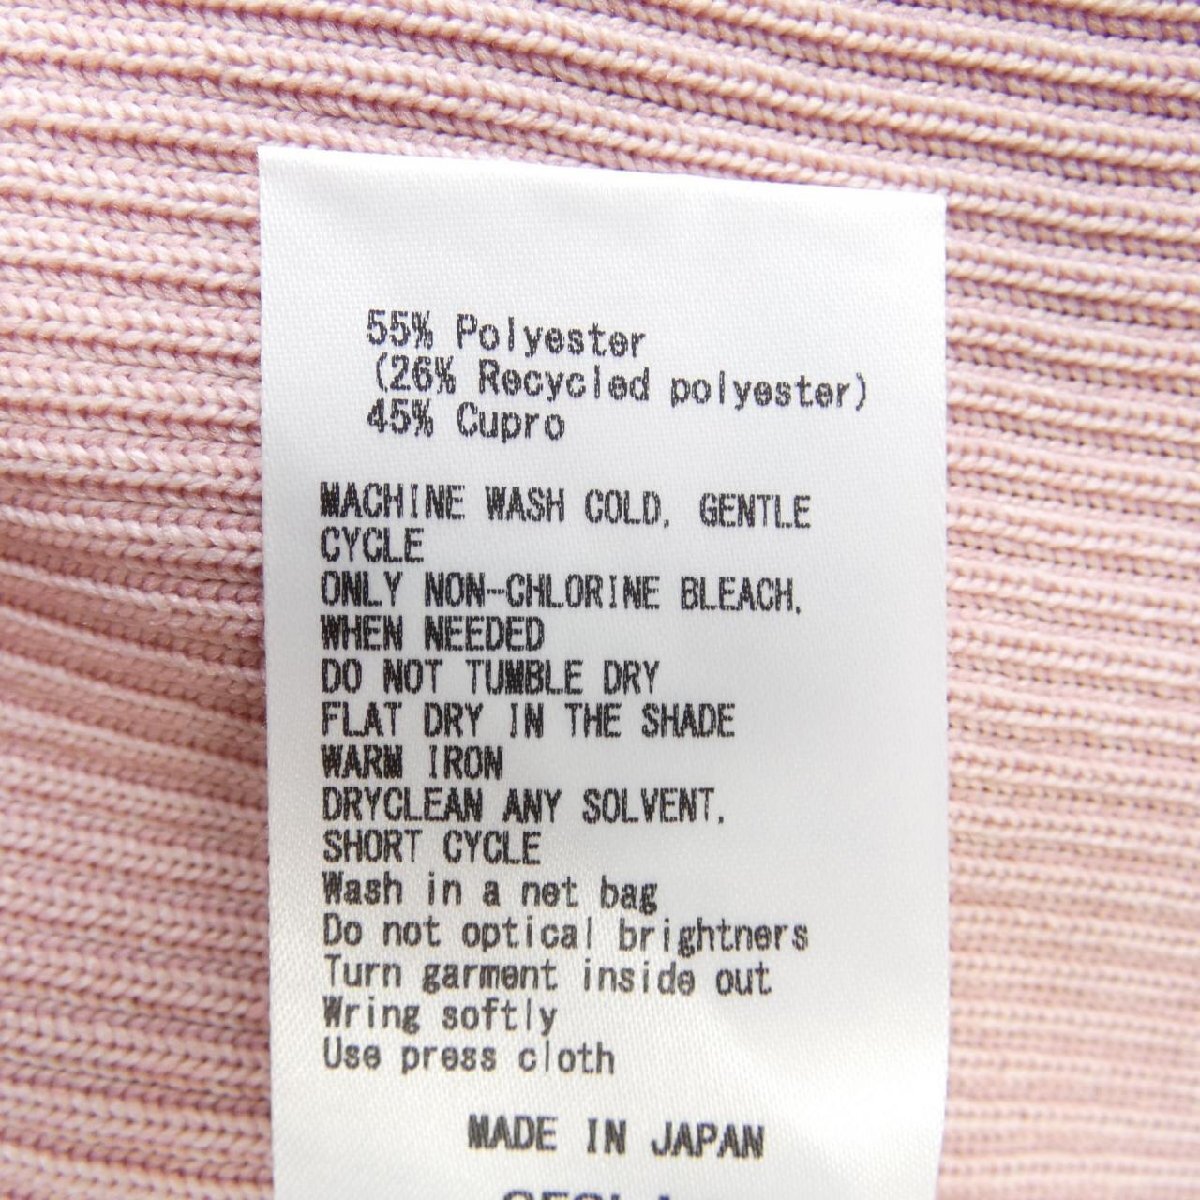 55% Polyester
(26% Recycled polyester)
45% Cupro
MACHINE WASH COLD, GENTLE
CYCLE
ONLY NON-CHLORINE BLEACH,
WHEN NEEDED
DO NOT TUMBLE DRY
FLAT DRY IN THE SHADE
WARM IRON
DRYCLEAN ANY SOLVENT,
SHORT CYCLE
Wash in a net bag
Do not optical brightners
Turn garment inside out
Wring softly
Use press cloth
MADE IN JAPAN